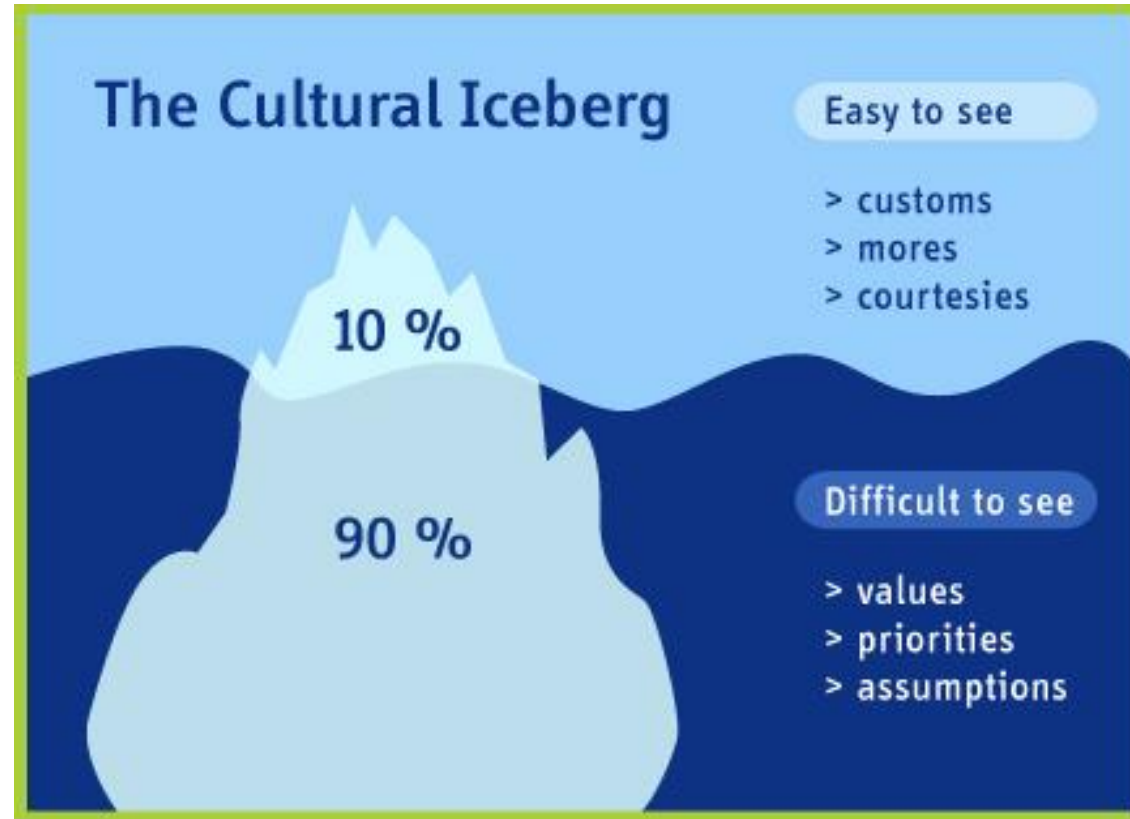 The Cultural Iceberg
Easy to see
> customs
> mores
> courtesies
10 %
90 %
Difficult to see
> values
> priorities
> assumptions